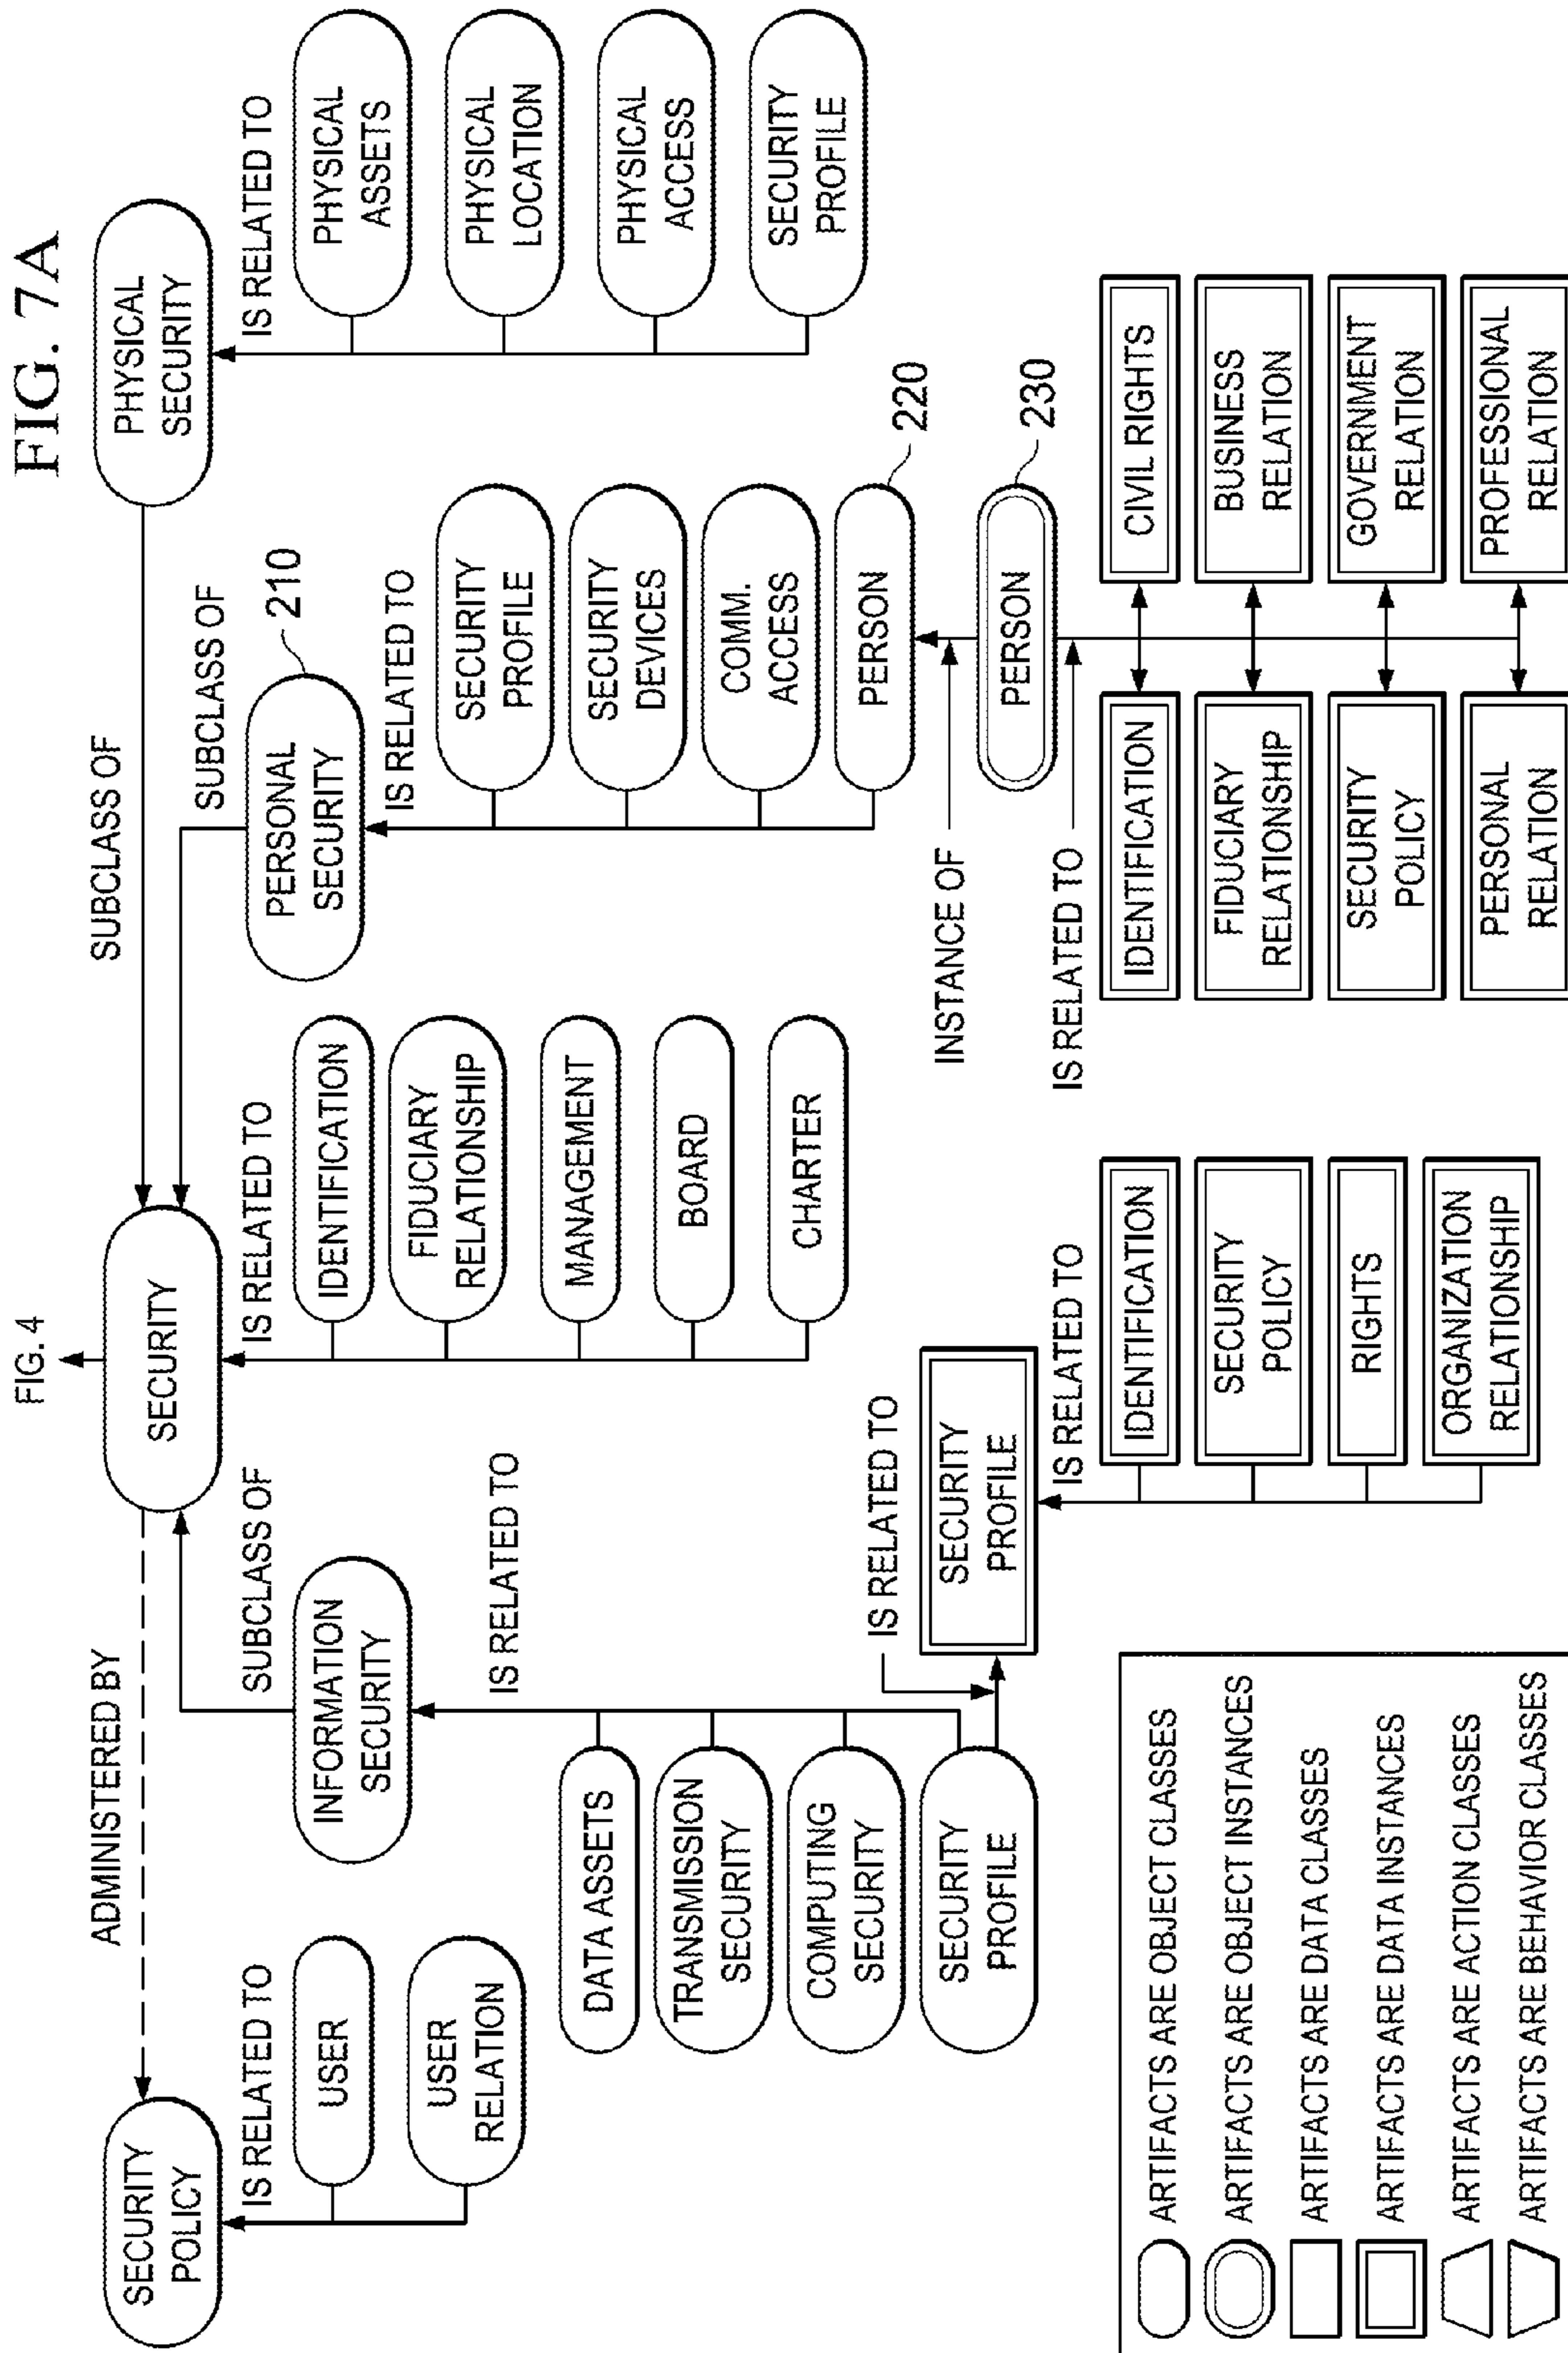 FIG. 7A
FIG. 4
SECURITY
POLICY
ADMINISTERED BY
SECURITY
SUBCLASS OF
PHYSICAL
SECURITY
IS RELATED TO
USER
USER
RELATION
SUBCLASS OF
INFORMATION
SECURITY
IS RELATED TO
DATA ASSETS
TRANSMISSION
SECURITY
COMPUTING
SECURITY
SECURITY
PROFILE
IS RELATED TO
SECURITY
PROFILE
IS RELATED TO
IDENTIFICATION
SECURITY
POLICY
RIGHTS
ORGANIZATION
RELATIONSHIP
IS RELATED TO
IDENTIFICATION
FIDUCIARY
RELATIONSHIP
MANAGEMENT
BOARD
CHARTER
SUBCLASS OF
PERSONAL
SECURITY
210
IS RELATED TO
SECURITY
PROFILE
SECURITY
DEVICES
COMM.
ACCESS
PERSON
220
INSTANCE OF
PERSON
230
IS RELATED TO
IDENTIFICATION
CIVIL RIGHTS
FIDUCIARY
RELATIONSHIP
BUSINESS
RELATION
SECURITY
POLICY
GOVERNMENT
RELATION
PERSONAL
RELATION
PROFESSIONAL
RELATION
IS RELATED TO
PHYSICAL
ASSETS
PHYSICAL
LOCATION
PHYSICAL
ACCESS
SECURITY
PROFILE
ARTIFACTS ARE OBJECT CLASSES
ARTIFACTS ARE OBJECT INSTANCES
ARTIFACTS ARE DATA CLASSES
ARTIFACTS ARE DATA INSTANCES
ARTIFACTS ARE ACTION CLASSES
ARTIFACTS ARE BEHAVIOR CLASSES